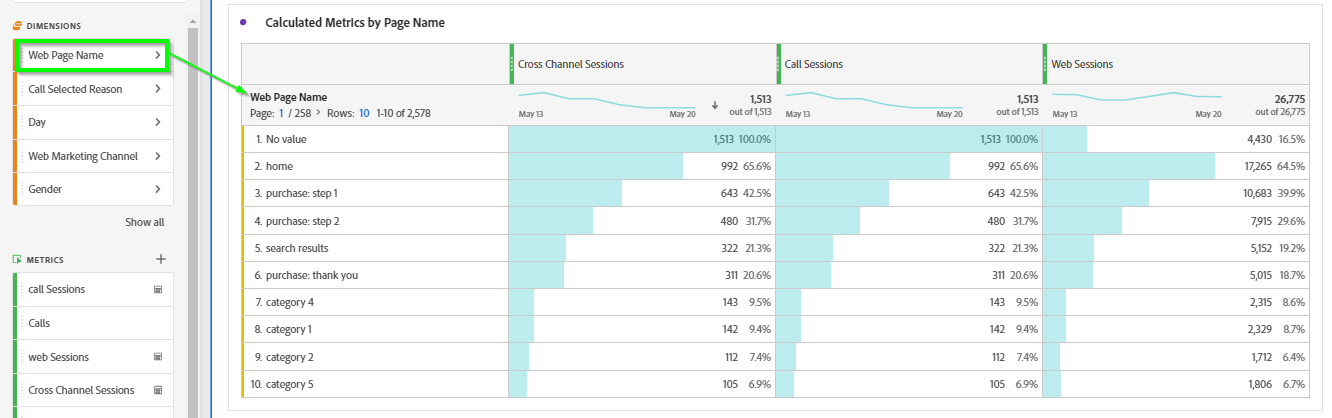 DIMENSIONS
Web Page Name
Call Selected Reason
Day
Web Marketing Channel
Gender
Show all
METRICS
call Sessions
Calls
web Sessions
Cross Channel Sessions
Calculated Metrics by Page Name
Cross Channel Sessions Call Sessions Web Sessions
Web Page Name
Page: 1 / 258 > Rows: 10 1-10 of 2,578
May 13 May 20 ↓ 1,513 out of 1,513
May 13 May 20 1,513 out of 1,513
May 13 May 20 26,775 out of 26,775
1. No value 1,513 100.0% 1,513 100.0% 4,430 16.5%
2. home 992 65.6% 992 65.6% 17,265 64.5%
3. purchase: step 1 643 42.5% 643 42.5% 10,683 39.9%
4. purchase: step 2 480 31.7% 480 31.7% 7,915 29.6%
5. search results 322 21.3% 322 21.3% 5,152 19.2%
6. purchase: thank you 311 20.6% 311 20.6% 5,015 18.7%
7. category 4 143 9.5% 143 9.5% 2,315 8.6%
8. category 1 142 9.4% 142 9.4% 2,329 8.7%
9. category 2 112 7.4% 112 7.4% 1,712 6.4%
10. category 5 105 6.9% 105 6.9% 1,806 6.7%